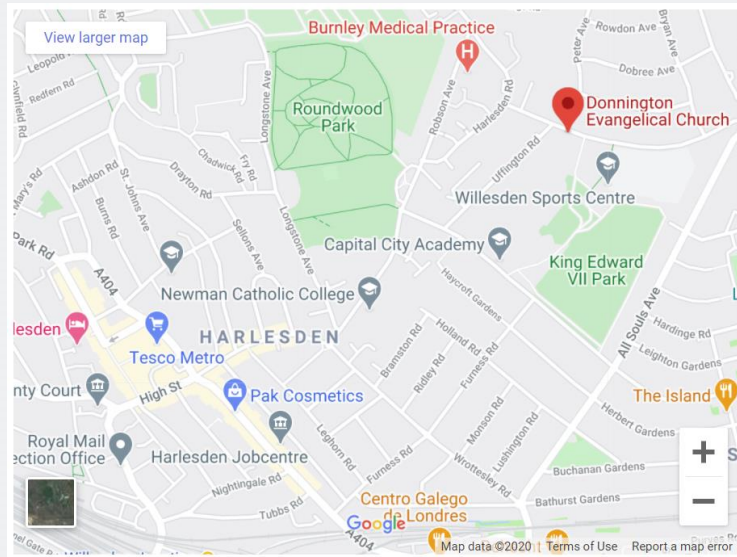 View larger map
Burnley Medical Practice
Rowdon Ave
Bryan Ave
Peter Ave
Dobree Ave
Leopold
Redfern Rd
Longstone Ave
Roundwood
Park
Robson Ave
Harlesden Rd
Donnington
Evangelical Church
Uffington Rd
Chadwick Rd
Fry Rd
Drayton Rd
Ashdon Rd
St. Johns Ave
Burns Rd
Mary's Rd
Willesden Sports Centre
Sellons Ave
Longstone Ave
Capital City Academy
King Edward
VII Park
Park Rd
A404
Newman Catholic College
Haycroft Gardens
All Souls Ave
Hardinge Rd
Leighton Gardens
lesden
Tesco Metro
HARLESDEN
Bramston Rd
Holland Rd
Ridley Rd
Furness Rd
The Island
nty Court
High St
Pak Cosmetics
Monson Rd
Lushington Rd
Herbert Gardens
Royal Mail
ection Office
Harlesden Jobcentre
Leghorn Rd
Furness Rd
Wrottesley Rd
Buchanan Gardens
Nightingale Rd
Tubbs Rd
Centro Galego
de Londres
Bathurst Gardens
Google
A404
Map data ©2020
Terms of Use
Report a map error